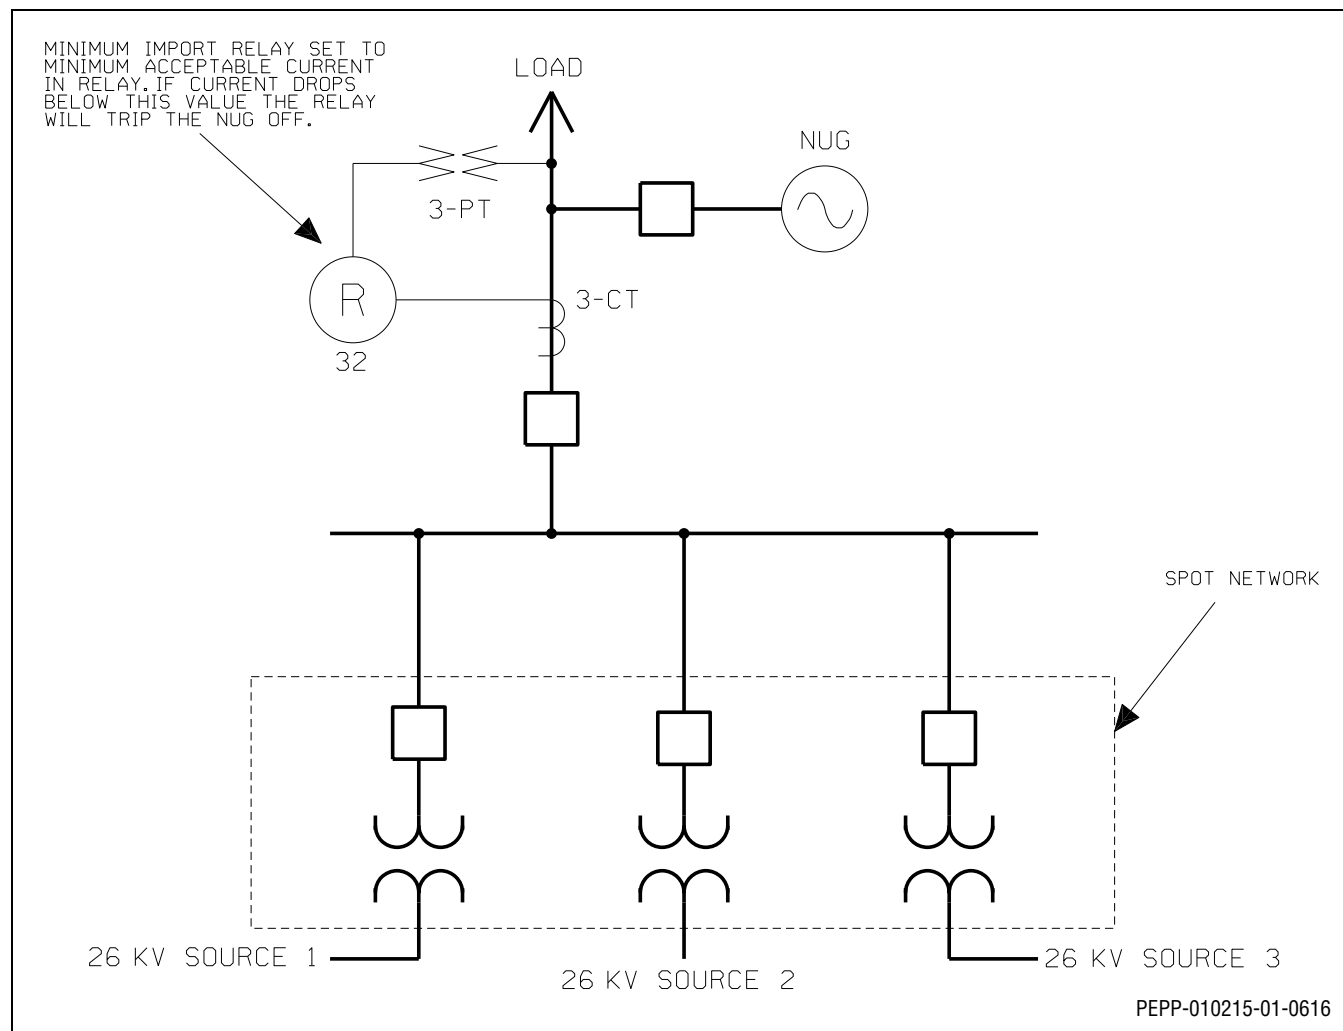 MINIMUM IMPORT RELAY SET TO
MINIMUM ACCEPTABLE CURRENT
IN RELAY. IF CURRENT DROPS
BELOW THIS VALUE THE RELAY
WILL TRIP THE NUG OFF.
LOAD
NUG
3-PT
R
3-CT
32
SPOT NETWORK
26 KV SOURCE 1
26 KV SOURCE 2
26 KV SOURCE 3
PEPP-010215-01-0616